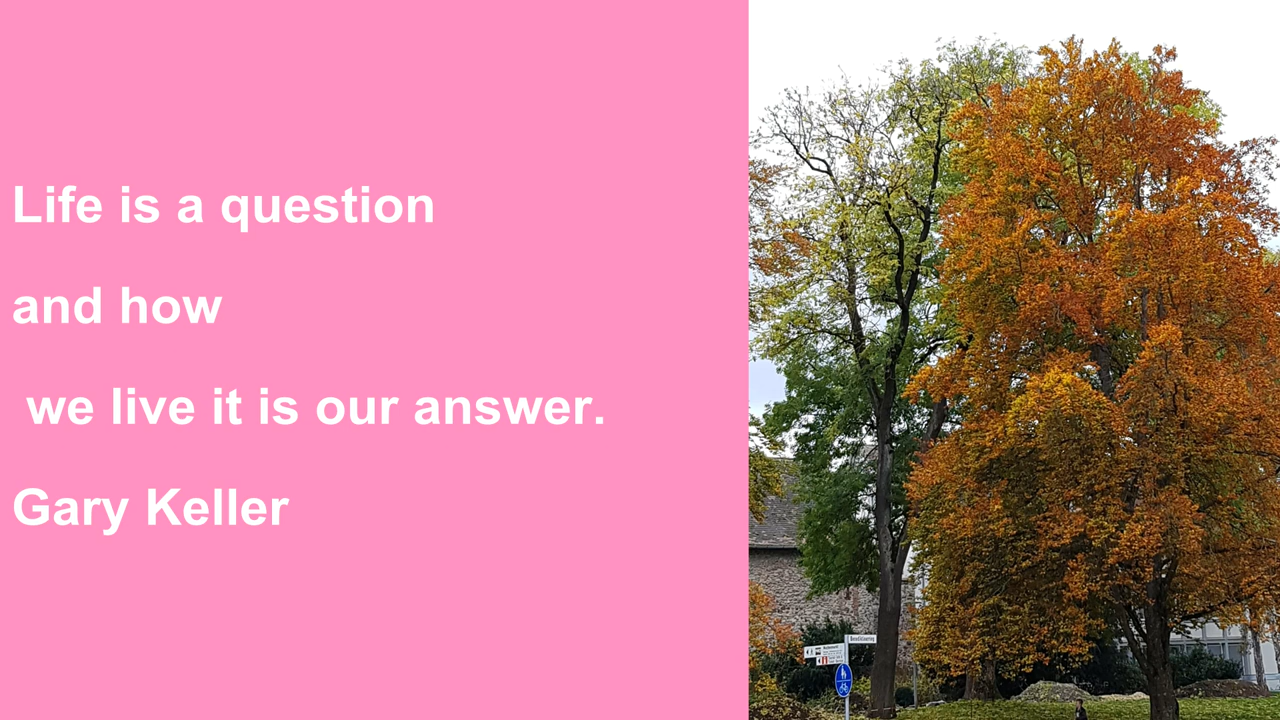 Life is a question
and how
we live it is our answer.
Gary Keller